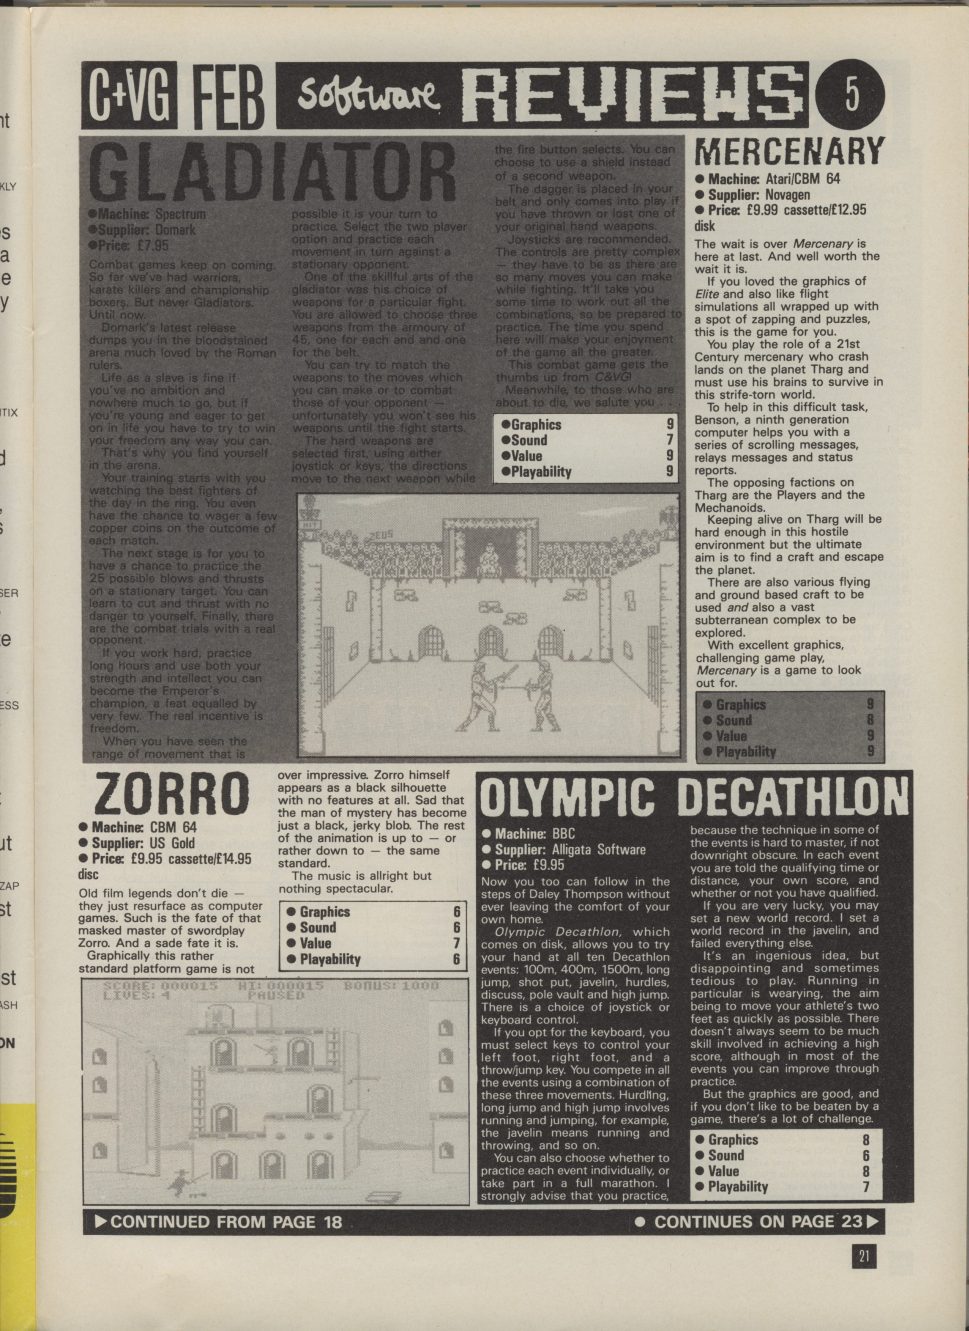 C+VG FEB software REVIEWS 5
GLADIATOR
●Machine: Spectrum
●Supplier: Domark
●Price: £7.95
Combat games keep on coming.
So far we've had warriors,
karate killers and championship
boxers. But never Gladiators.
Until now.
Domark's latest release
dumps you in the bloodstained
arena much loved by the Roman
rulers.
Life as a slave is fine if
you've no ambition and
nowhere much to go, but if
you're young and eager to get
on in life you have to try to win
your freedom any way you can.
That's why you find yourself
in the arena.
Your training starts with you
watching the best fighters of
the day in the ring. You even
have the chance to wager a few
copper coins on the outcome of
each match.
The next stage is for you to
have a chance to practice the
25 possible blows and thrusts
on a stationary target. You can
learn to cut and thrust with no
danger to yourself. Finally, there
are the combat trials with a real
opponent.
If you work hard, practice
long hours and use both your
strength and intellect you can
become the Emperor's
champion, a feat equalled by
very few. The real incentive is
freedom.
When you have seen the
range of movement that is
possible it is your turn to
practice. Select the two player
option and practice each
movement in turn against a
stationary opponent.
One of the skillful arts of the
gladiator was his choice of
weapons for a particular fight.
You are allowed to choose three
weapons from the armoury of
45, one for each and and one
for the belt.
You can try to match the
weapons to the moves which
you can make or to combat
those of your opponent —
unfortunately you won't see his
weapons until the fight starts.
The hard weapons are
selected first, using either
joystick or keys, the directions
move to the next weapon while
the fire button selects. You can
choose to use a shield instead
of a second weapon.
The dagger is placed in your
belt and only comes into play if
you have thrown or lost one of
your original hand weapons.
Joysticks are recommended.
The controls are pretty complex
— they have to be as there are
so many moves you can make
while fighting. It'll take you
some time to work out all the
combinations, so be prepared to
practice. The time you spend
here will make your enjoyment
of the game all the greater.
This combat game gets the
thumbs up from C&VG!
Meanwhile, to those who are
about to die, we salute you . . .
●Graphics 9
●Sound 7
●Value 9
●Playability 9
HIT
ZEUS
MERCENARY
● Machine: Atari/CBM 64
● Supplier: Novagen
● Price: £9.99 cassette/£12.95
disk
The wait is over Mercenary is
here at last. And well worth the
wait it is.
If you loved the graphics of
Elite and also like flight
simulations all wrapped up with
a spot of zapping and puzzles,
this is the game for you.
You play the role of a 21st
Century mercenary who crash
lands on the planet Tharg and
must use his brains to survive in
this strife-torn world.
To help in this difficult task,
Benson, a ninth generation
computer helps you with a
series of scrolling messages,
relays messages and status
reports.
The opposing factions on
Tharg are the Players and the
Mechanoids.
Keeping alive on Tharg will be
hard enough in this hostile
environment but the ultimate
aim is to find a craft and escape
the planet.
There are also various flying
and ground based craft to be
used and also a vast
subterranean complex to be
explored.
With excellent graphics,
challenging game play,
Mercenary is a game to look
out for.
● Graphics 9
● Sound 8
● Value 9
● Playability 9
ZORRO
● Machine: CBM 64
● Supplier: US Gold
● Price: £9.95 cassette/£14.95
disc
Old film legends don't die —
they just resurface as computer
games. Such is the fate of that
masked master of swordplay
Zorro. And a sade fate it is.
Graphically this rather
standard platform game is not
over impressive. Zorro himself
appears as a black silhouette
with no features at all. Sad that
the man of mystery has become
just a black, jerky blob. The rest
of the animation is up to — or
rather down to — the same
standard.
The music is allright but
nothing spectacular.
● Graphics 6
● Sound 6
● Value 7
● Playability 6
SCORE: 000015 HI: 000015 BONUS: 1000
LIVES: 4 PAUSED
OLYMPIC DECATHLON
● Machine: BBC
● Supplier: Alligata Software
● Price: £9.95
Now you too can follow in the
steps of Daley Thompson without
ever leaving the comfort of your
own home.
Olympic Decathlon, which
comes on disk, allows you to try
your hand at all ten Decathlon
events: 100m, 400m, 1500m, long
jump, shot put, javelin, hurdles,
discuss, pole vault and high jump.
There is a choice of joystick or
keyboard control.
If you opt for the keyboard, you
must select keys to control your
left foot, right foot, and a
throw/jump key. You compete in all
the events using a combination of
these three movements. Hurdling,
long jump and high jump involves
running and jumping, for example,
the javelin means running and
throwing, and so on.
You can also choose whether to
practice each event individually, or
take part in a full marathon. I
strongly advise that you practice,
because the technique in some of
the events is hard to master, if not
downright obscure. In each event
you are told the qualifying time or
distance, your own score, and
whether or not you have qualified.
If you are very lucky, you may
set a new world record. I set a
world record in the javelin, and
failed everything else.
It's an ingenious idea, but
disappointing and sometimes
tedious to play. Running in
particular is wearying, the aim
being to move your athlete's two
feet as quickly as possible. There
doesn't always seem to be much
skill involved in achieving a high
score, although in most of the
events you can improve through
practice.
But the graphics are good, and
if you don't like to be beaten by a
game, there's a lot of challenge.
● Graphics 8
● Sound 6
● Value 8
● Playability 7
▶CONTINUED FROM PAGE 18
● CONTINUES ON PAGE 23▶
21